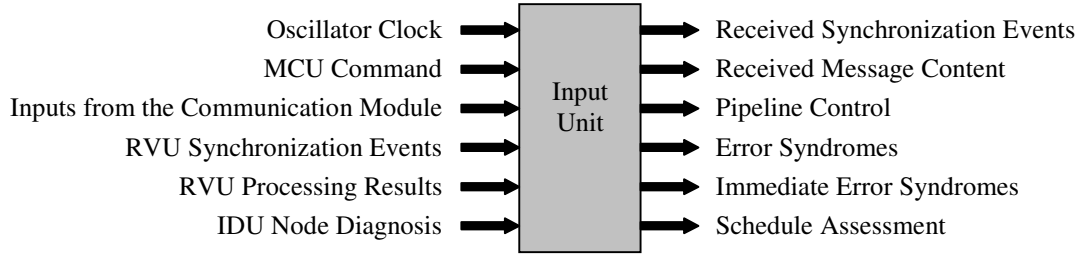 Oscillator Clock
MCU Command
Inputs from the Communication Module
RVU Synchronization Events
RVU Processing Results
IDU Node Diagnosis
Input
Unit
Received Synchronization Events
Received Message Content
Pipeline Control
Error Syndromes
Immediate Error Syndromes
Schedule Assessment